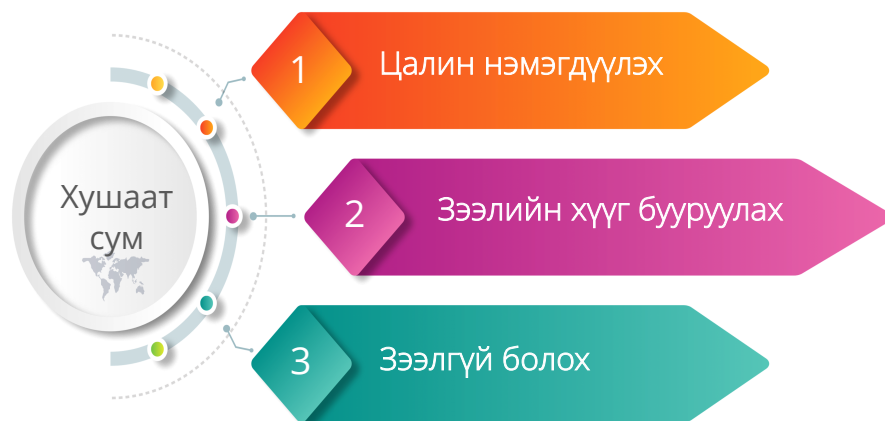 Хушаат
сум
1
Цалин нэмэгдүүлэх
2
Зээлийн хүүг бууруулах
3
Зээлгүй болох